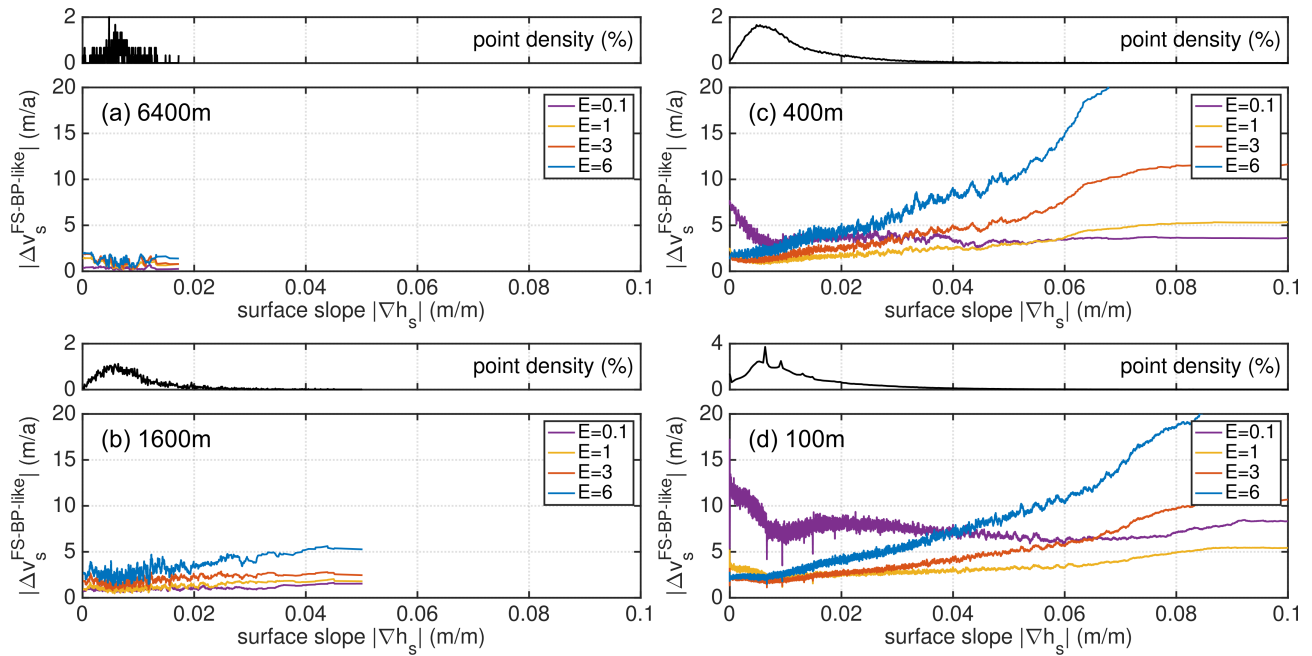 2
0
point density (%)
20
15
10
5
0
(a) 6400m
E=0.1
E=1
E=3
E=6
|Δv_s^FS-BP-like| (m/a)
0 0.02 0.04 0.06 0.08 0.1
surface slope |∇h_s| (m/m)
2
0
point density (%)
20
15
10
5
0
(b) 1600m
E=0.1
E=1
E=3
E=6
|Δv_s^FS-BP-like| (m/a)
0 0.02 0.04 0.06 0.08 0.1
surface slope |∇h_s| (m/m)
2
0
point density (%)
20
15
10
5
0
(c) 400m
E=0.1
E=1
E=3
E=6
|Δv_s^FS-BP-like| (m/a)
0 0.02 0.04 0.06 0.08 0.1
surface slope |∇h_s| (m/m)
4
2
0
point density (%)
20
15
10
5
0
(d) 100m
E=0.1
E=1
E=3
E=6
|Δv_s^FS-BP-like| (m/a)
0 0.02 0.04 0.06 0.08 0.1
surface slope |∇h_s| (m/m)